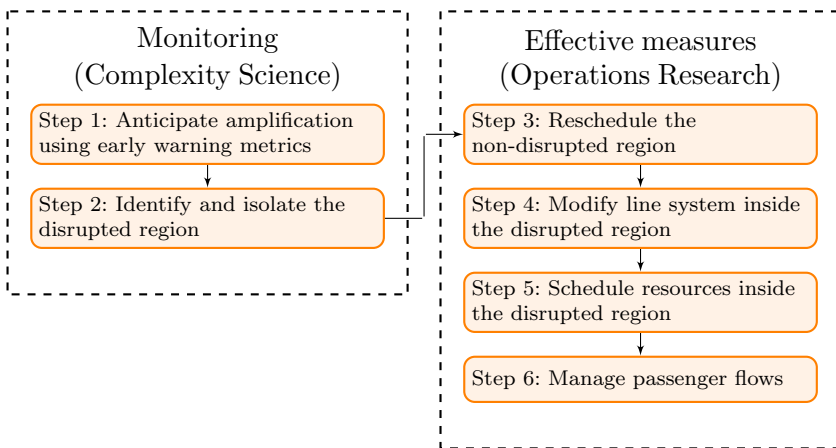 Monitoring
(Complexity Science)
Step 1: Anticipate amplification
using early warning metrics
Step 2: Identify and isolate the
disrupted region
Effective measures
(Operations Research)
Step 3: Reschedule the
non-disrupted region
Step 4: Modify line system inside
the disrupted region
Step 5: Schedule resources inside
the disrupted region
Step 6: Manage passenger flows